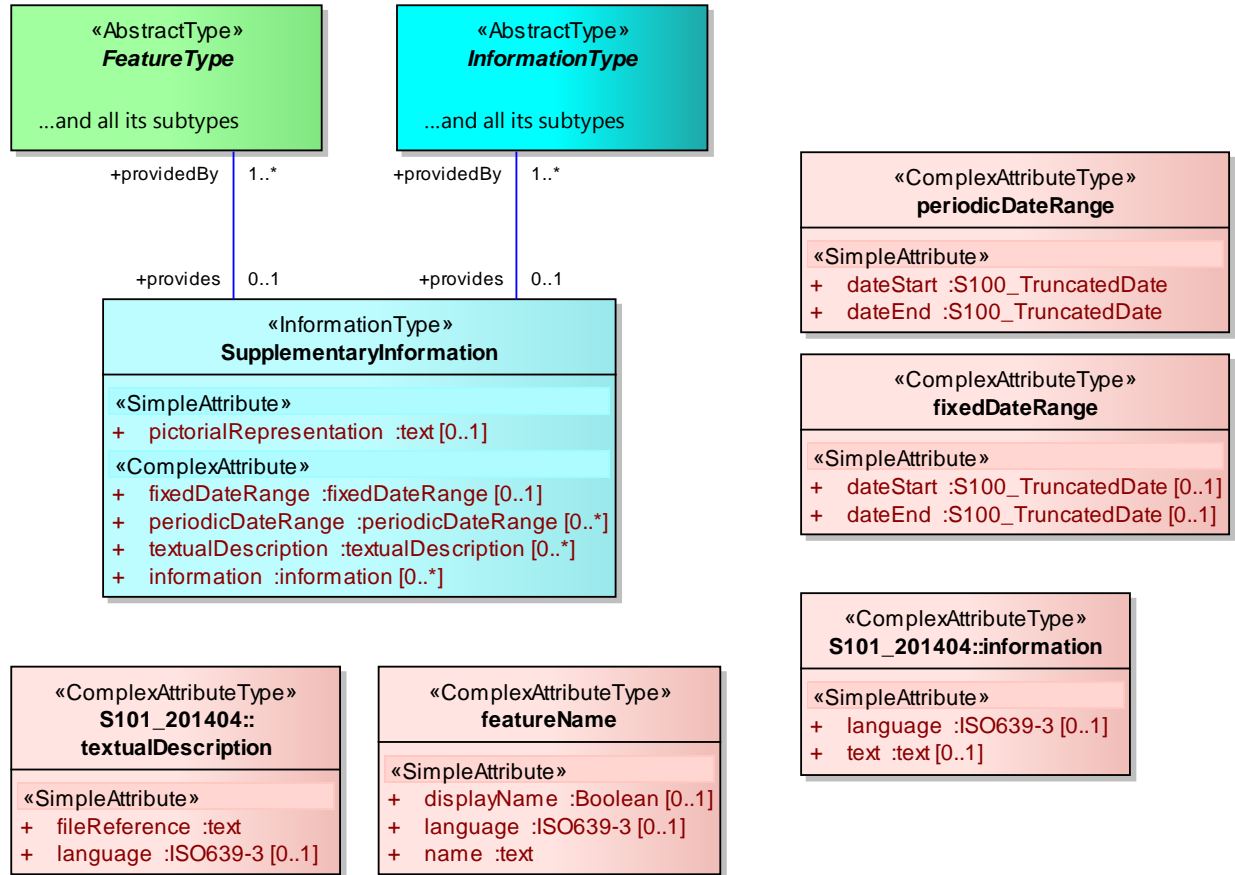 «AbstractType»
FeatureType
...and all its subtypes
«AbstractType»
InformationType
...and all its subtypes
+providedBy 1..*
+providedBy 1..*
+provides 0..1
+provides 0..1
«InformationType»
SupplementaryInformation
«SimpleAttribute»
+ pictorialRepresentation :text [0..1]
«ComplexAttribute»
+ fixedDateRange :fixedDateRange [0..1]
+ periodicDateRange :periodicDateRange [0..*]
+ textualDescription :textualDescription [0..*]
+ information :information [0..*]
«ComplexAttributeType»
periodicDateRange
«SimpleAttribute»
+ dateStart :S100_TruncatedDate
+ dateEnd :S100_TruncatedDate
«ComplexAttributeType»
fixedDateRange
«SimpleAttribute»
+ dateStart :S100_TruncatedDate [0..1]
+ dateEnd :S100_TruncatedDate [0..1]
«ComplexAttributeType»
S101_201404::information
«SimpleAttribute»
+ language :ISO639-3 [0..1]
+ text :text [0..1]
«ComplexAttributeType»
S101_201404::
textualDescription
«SimpleAttribute»
+ fileReference :text
+ language :ISO639-3 [0..1]
«ComplexAttributeType»
featureName
«SimpleAttribute»
+ displayName :Boolean [0..1]
+ language :ISO639-3 [0..1]
+ name :text